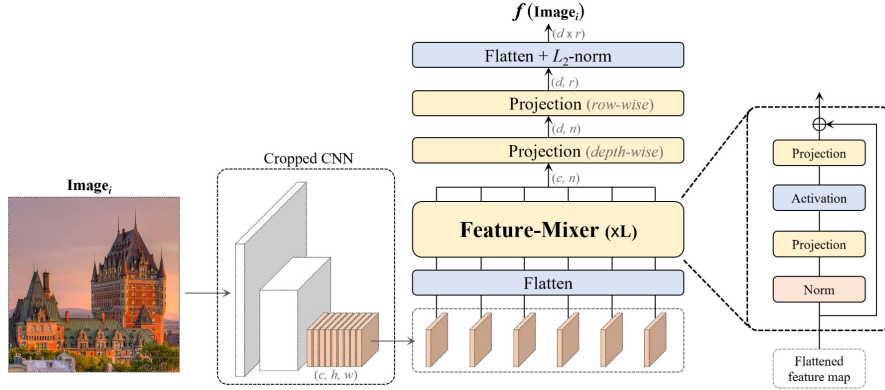 f (Image_i)
(d x r)
Flatten + L_2-norm
(d, r)
Projection (row-wise)
(d, n)
Projection (depth-wise)
(c, n)
Feature-Mixer (xL)
Flatten
Cropped CNN
Image_i
(c, h, w)
Projection
Activation
Projection
Norm
Flattened
feature map